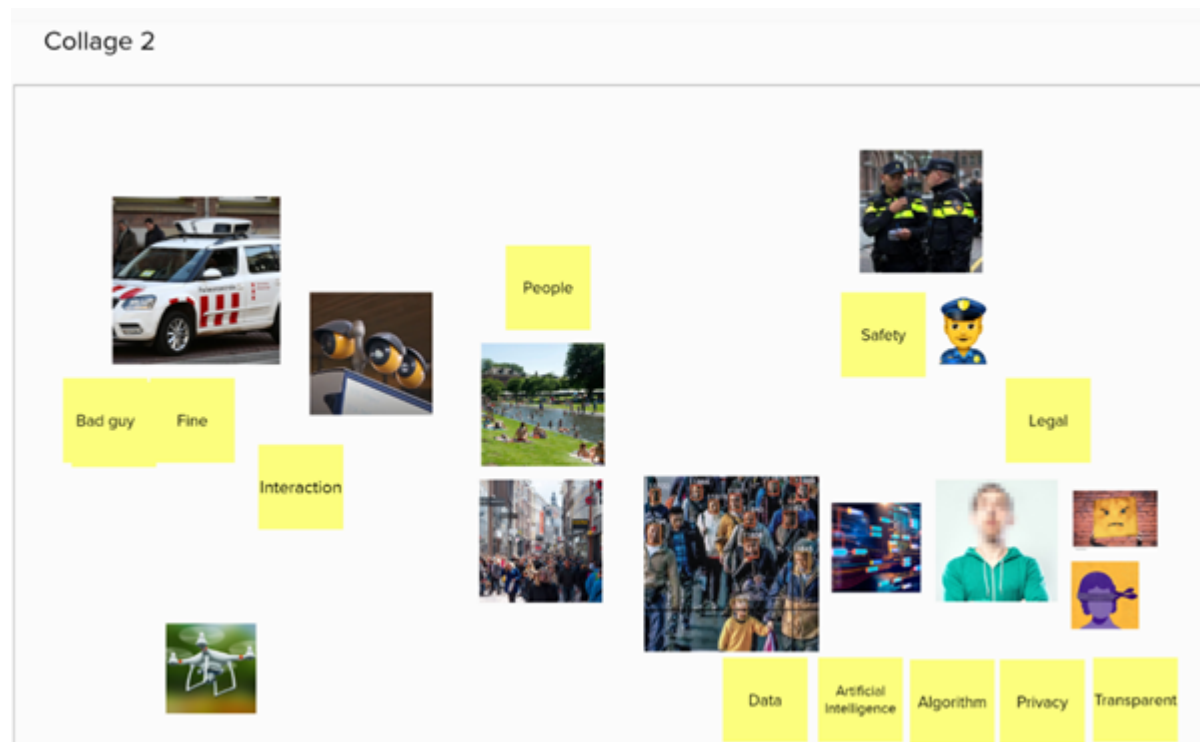 Collage 2
People
Safety
Bad guy
Fine
Legal
Interaction
Data
Artificial
Intelligence
Algorithm
Privacy
Transparent